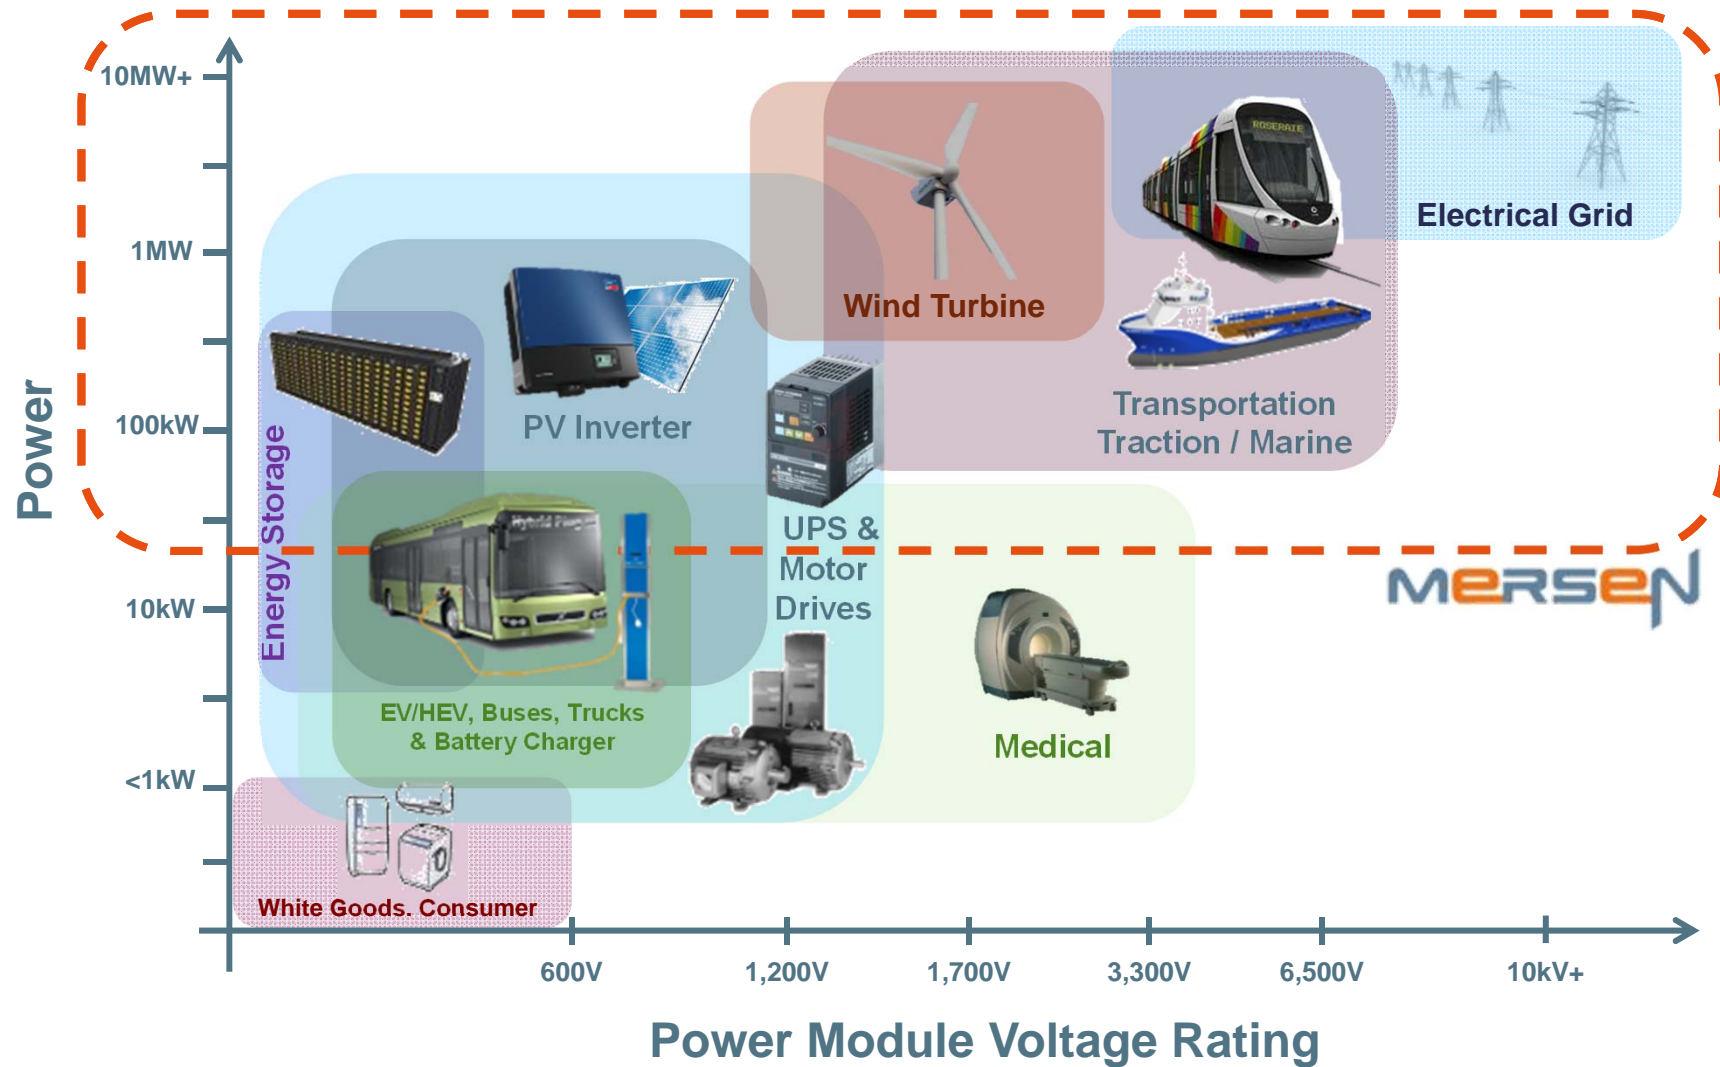 10MW+
1MW
100kW
10kW
<1kW
Power
ROSERAIE
Electrical Grid
Wind Turbine
Transportation
Traction / Marine
PV Inverter
Energy Storage
UPS &
Motor
Drives
EV/HEV, Buses, Trucks
& Battery Charger
Medical
MERSEN
White Goods. Consumer
600V
1,200V
1,700V
3,300V
6,500V
10kV+
Power Module Voltage Rating